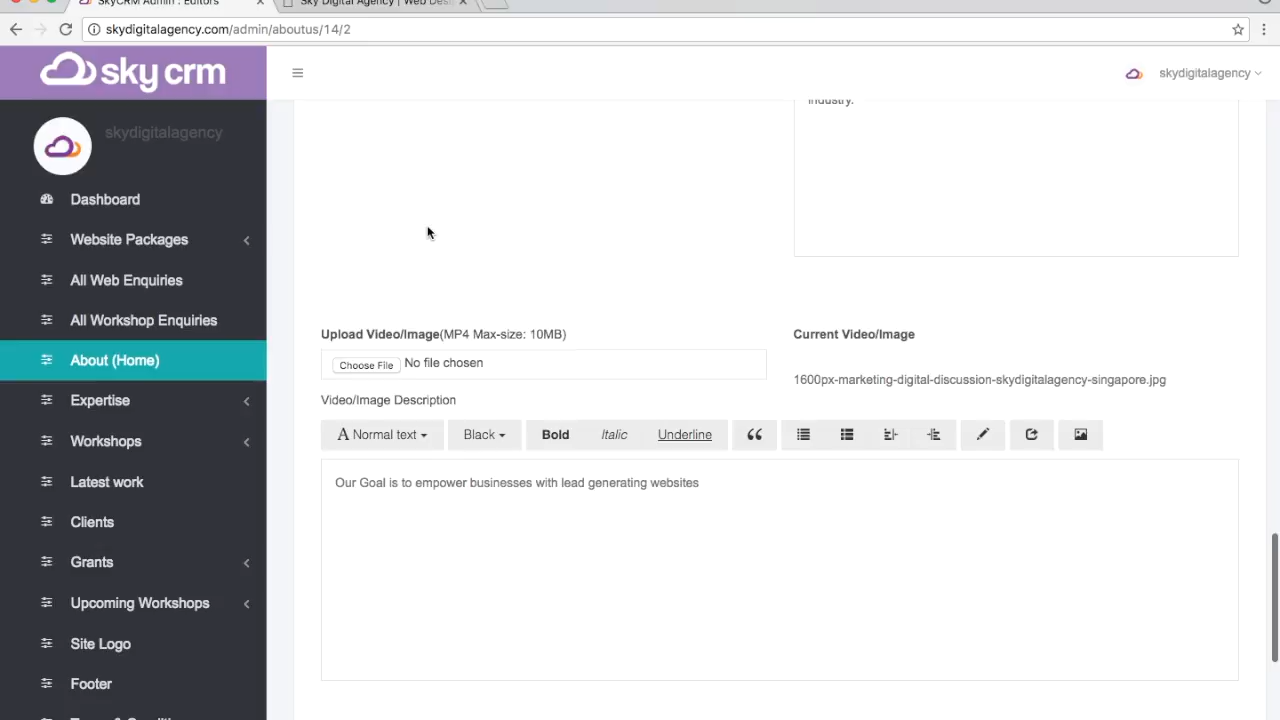 SkyCRM Admin : Editors
Sky Digital Agency | Web Des
skydigitalagency.com/admin/aboutus/14/2
sky crm
skydigitalagency
skydigitalagency
Dashboard
Website Packages
All Web Enquiries
All Workshop Enquiries
About (Home)
Expertise
Workshops
Latest work
Clients
Grants
Upcoming Workshops
Site Logo
Footer
industry.
Upload Video/Image(MP4 Max-size: 10MB)
Current Video/Image
Choose File No file chosen
1600px-marketing-digital-discussion-skydigitalagency-singapore.jpg
Video/Image Description
A Normal text Black Bold Italic Underline
Our Goal is to empower businesses with lead generating websites